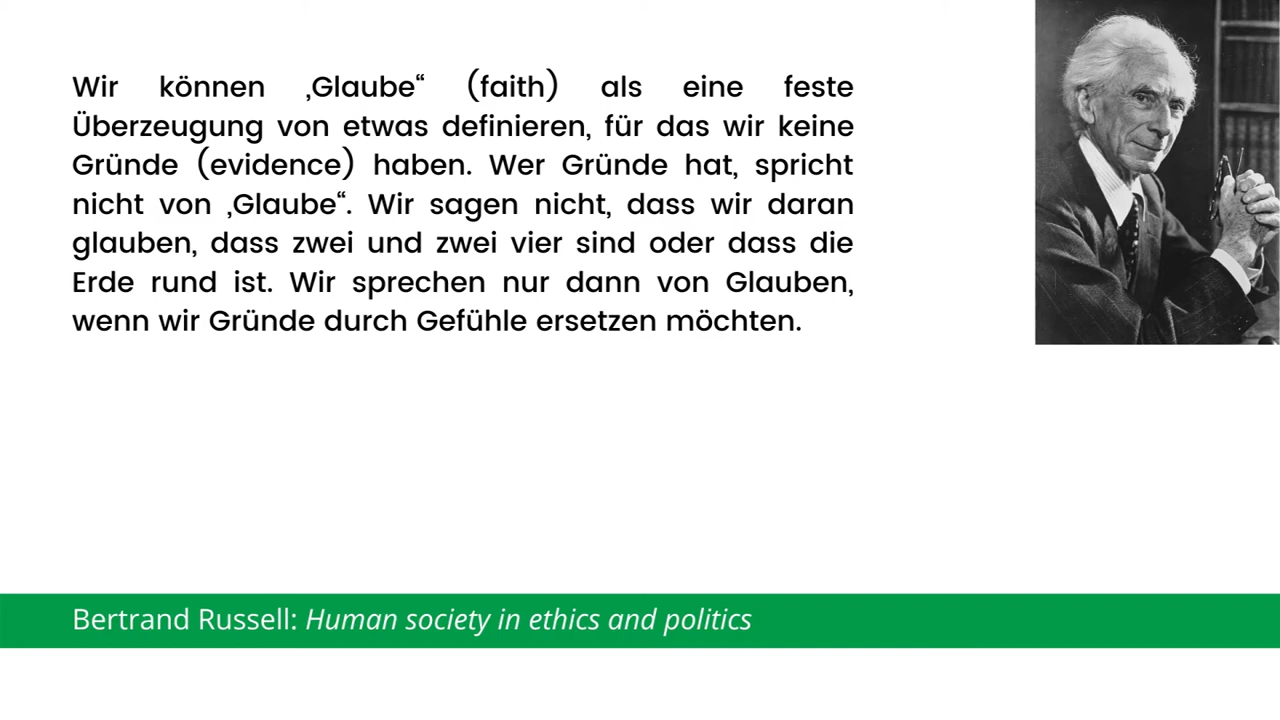 Wir können ‚Glaube“ (faith) als eine feste
Überzeugung von etwas definieren, für das wir keine
Gründe (evidence) haben. Wer Gründe hat, spricht
nicht von ‚Glaube“. Wir sagen nicht, dass wir daran
glauben, dass zwei und zwei vier sind oder dass die
Erde rund ist. Wir sprechen nur dann von Glauben,
wenn wir Gründe durch Gefühle ersetzen möchten.
Bertrand Russell: Human society in ethics and politics